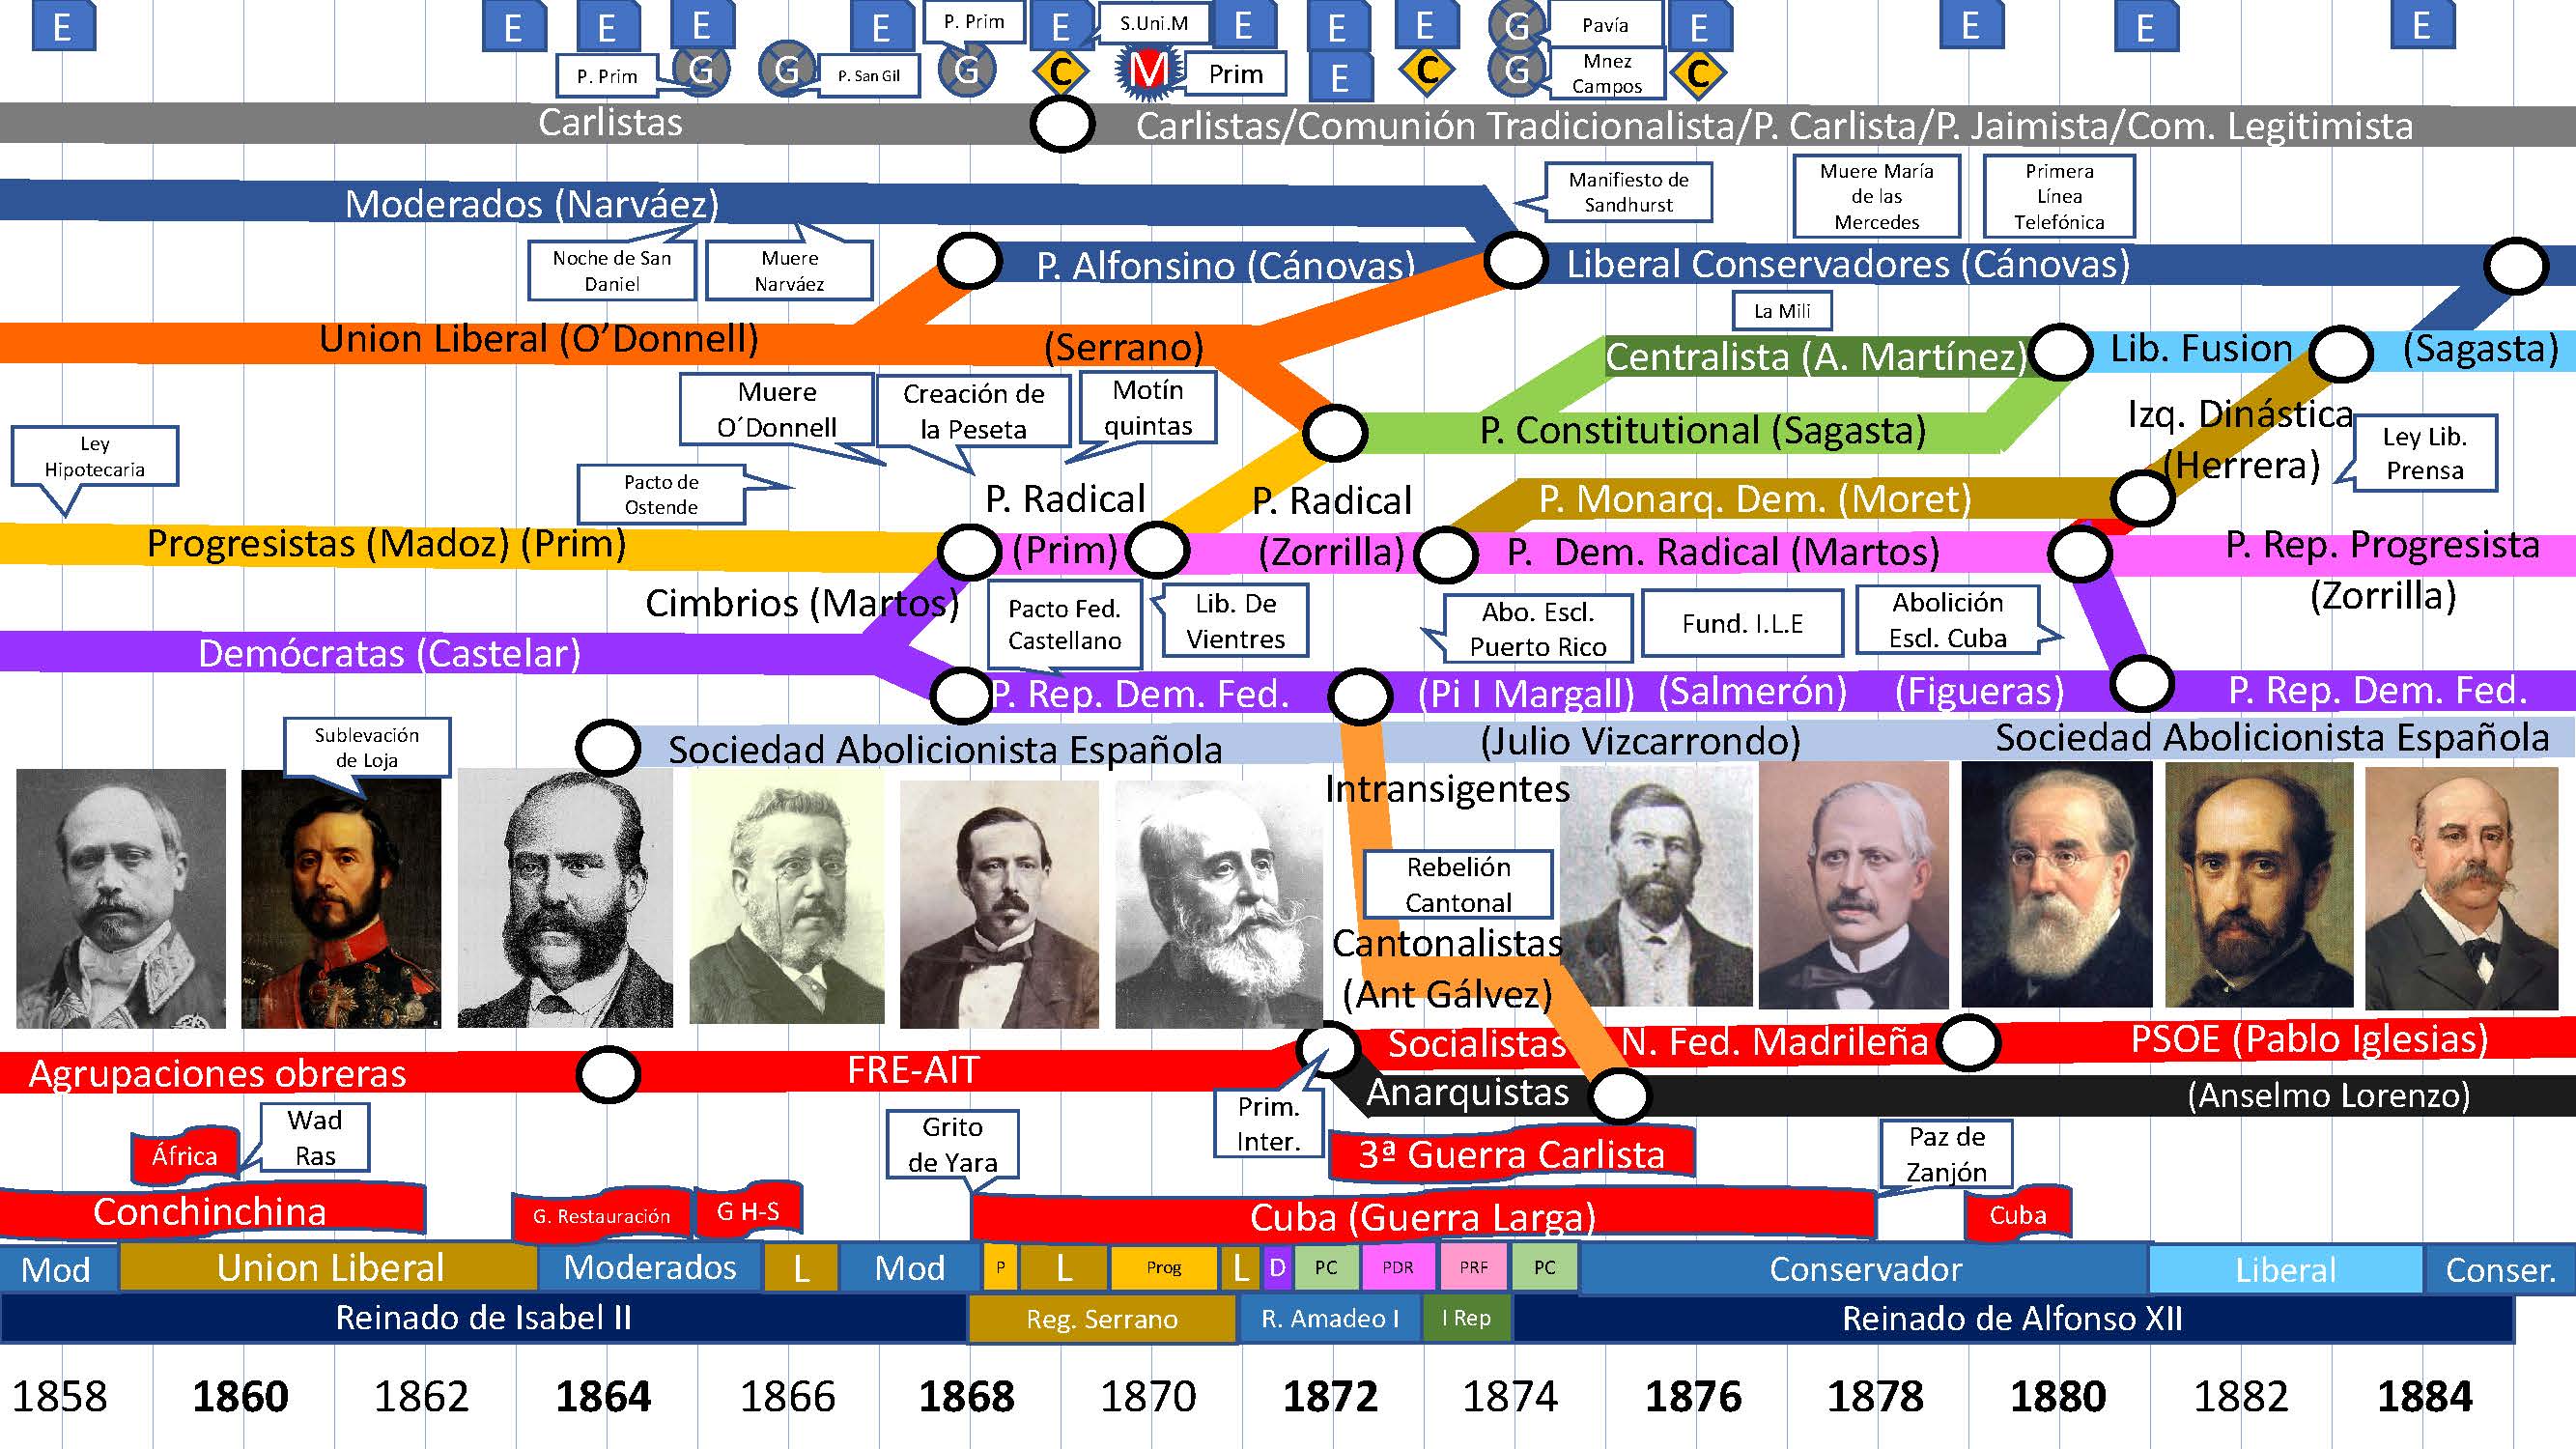 E
E
E
E
E
P. Prim
E
S.Uni.M
E
E
E
G
Pavía
E
E
E
E
P. Prim
G
G
P. San Gil
G
C
M
Prim
E
C
G
Mnez
Campos
C
Carlistas
Carlistas/Comunión Tradicionalista/P. Carlista/P. Jaimista/Com. Legitimista
Moderados (Narváez)
Manifiesto de
Sandhurst
Muere María
de las
Mercedes
Primera
Línea
Telefónica
Noche de San
Daniel
Muere
Narváez
P. Alfonsino (Cánovas)
Liberal Conservadores (Cánovas)
La Mili
Union Liberal (O’Donnell)
(Serrano)
Centralista (A. Martínez)
Lib. Fusion
(Sagasta)
Muere
O´Donnell
Creación de
la Peseta
Motín
quintas
P. Constitutional (Sagasta)
Izq. Dinástica
(Herrera)
Ley Lib.
Prensa
Ley
Hipotecaria
Pacto de
Ostende
P. Radical
(Prim)
P. Radical
(Zorrilla)
P. Monarq. Dem. (Moret)
Progresistas (Madoz) (Prim)
P. Dem. Radical (Martos)
P. Rep. Progresista
(Zorrilla)
Cimbrios (Martos)
Pacto Fed.
Castellano
Lib. De
Vientres
Abo. Escl.
Puerto Rico
Fund. I.L.E
Abolición
Escl. Cuba
Demócratas (Castelar)
P. Rep. Dem. Fed.
(Pi I Margall)
(Salmerón)
(Figueras)
P. Rep. Dem. Fed.
Sublevación
de Loja
Sociedad Abolicionista Española
(Julio Vizcarrondo)
Sociedad Abolicionista Española
Intransigentes
Rebelión
Cantonal
Cantonalistas
(Ant Gálvez)
Agrupaciones obreras
FRE-AIT
Socialistas
N. Fed. Madrileña
PSOE (Pablo Iglesias)
Anarquistas
(Anselmo Lorenzo)
África
Wad
Ras
Grito
de Yara
Prim.
Inter.
3ª Guerra Carlista
Paz de
Zanjón
Conchinchina
G. Restauración
G H-S
Cuba (Guerra Larga)
Cuba
Mod
Union Liberal
Moderados
L
Mod
P
L
Prog
L
D
PC
PDR
PRF
PC
Conservador
Liberal
Conser.
Reinado de Isabel II
Reg. Serrano
R. Amadeo I
I Rep
Reinado de Alfonso XII
1858 1860 1862 1864 1866 1868 1870 1872 1874 1876 1878 1880 1882 1884